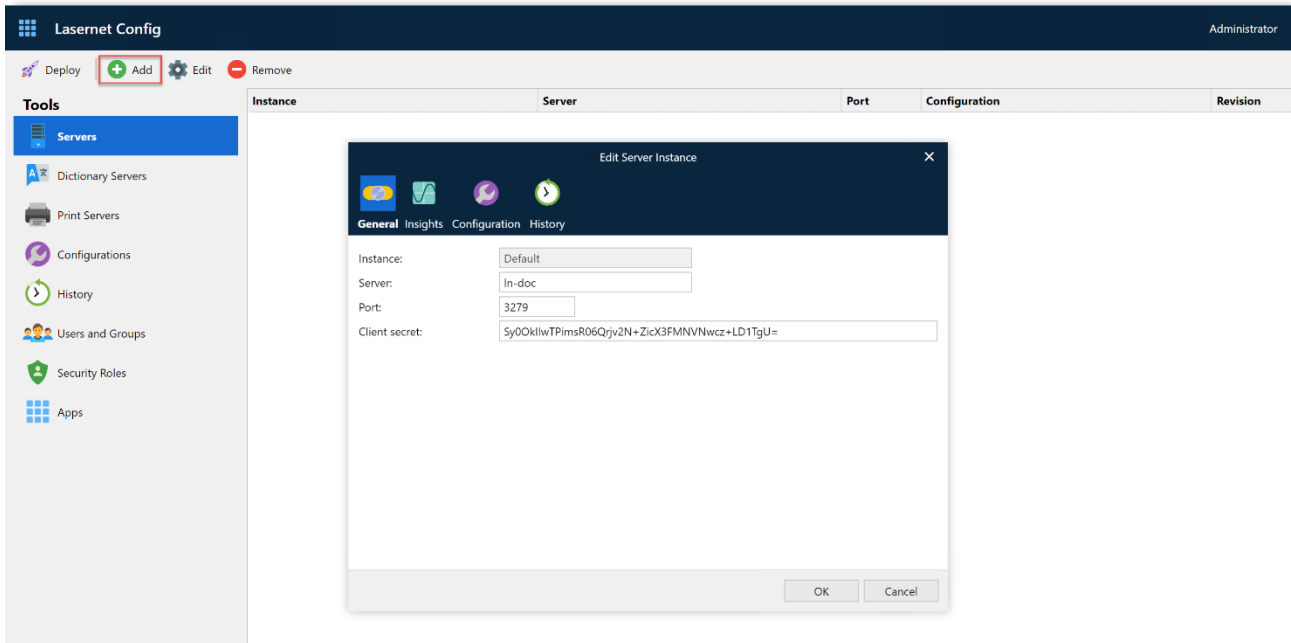 Lasernet Config
Administrator
Deploy Add Edit Remove
Tools
Instance Server Port Configuration Revision
Servers
Dictionary Servers
Print Servers
Configurations
History
Users and Groups
Security Roles
Apps
Edit Server Instance
General Insights Configuration History
Instance: Default
Server: In-doc
Port: 3279
Client secret: Sy0OkIlwTPimsR06Qrjv2N+ZicX3FMNVNwcz+LD1TgU=
OK Cancel